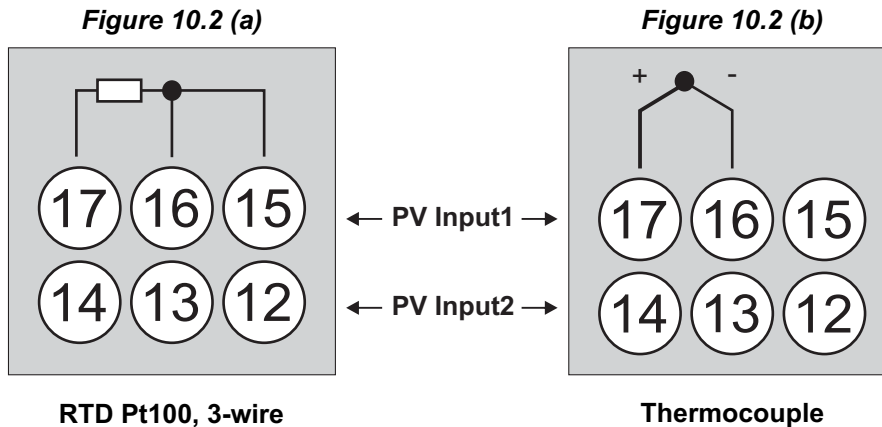 Figure 10.2 (a)
Figure 10.2 (b)
+ -
17 16 15
← PV Input1 →
17 16 15
14 13 12
← PV Input2 →
14 13 12
RTD Pt100, 3-wire
Thermocouple